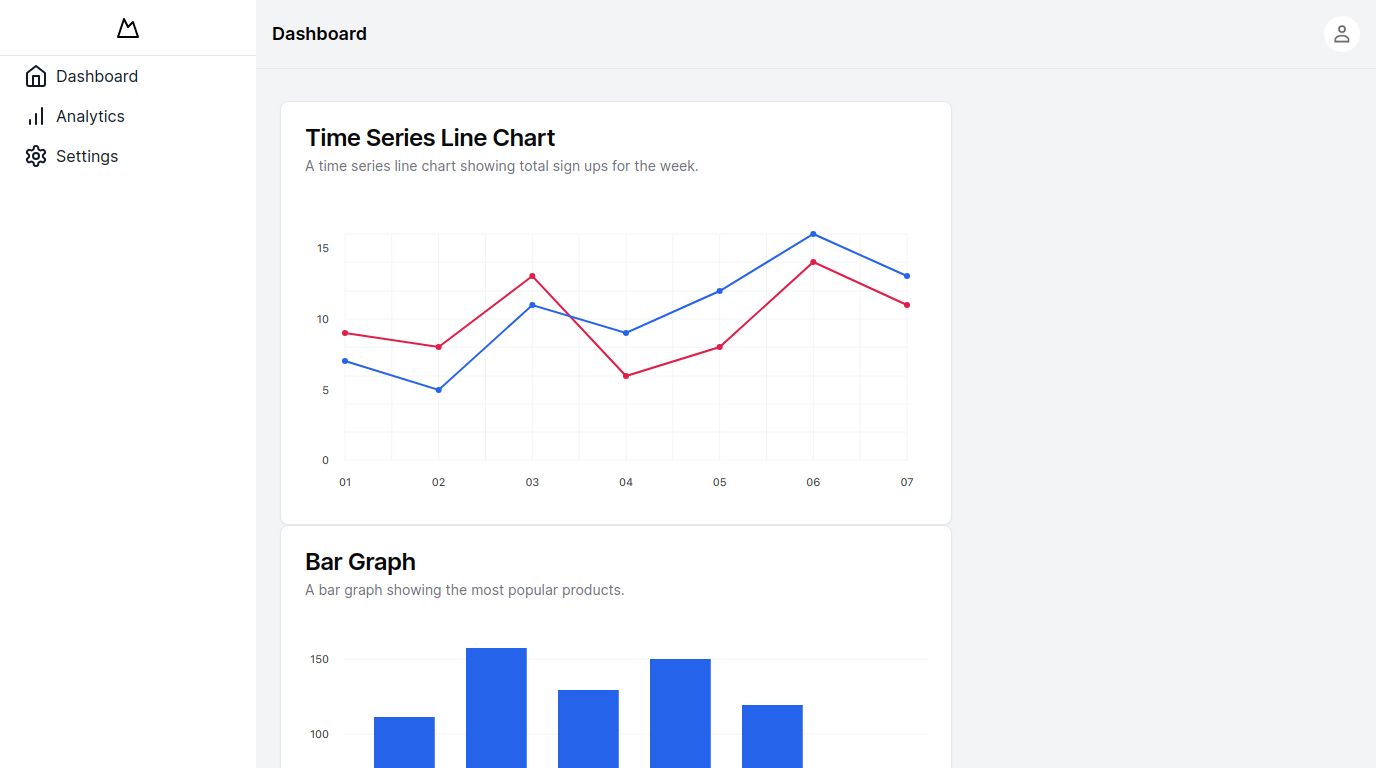 Dashboard
Analytics
Settings
Dashboard
Time Series Line Chart
A time series line chart showing total sign ups for the week.
15
10
5
0
01 02 03 04 05 06 07
Bar Graph
A bar graph showing the most popular products.
150
100